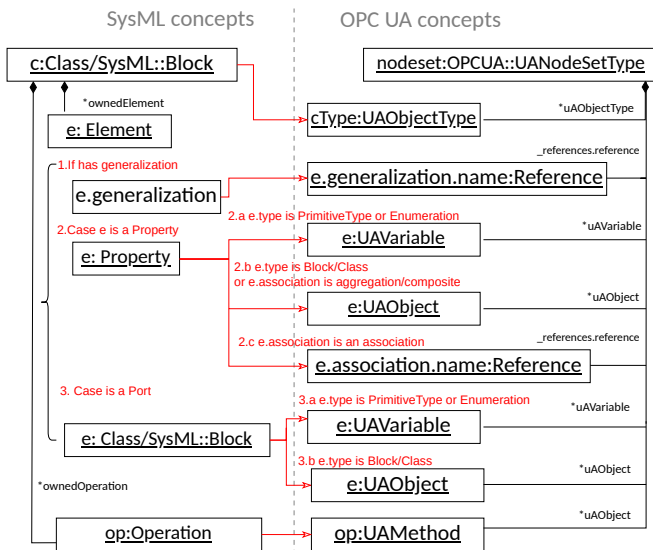 SysML concepts
OPC UA concepts
c:Class/SysML::Block
nodeset:OPCUA::UANodeSetType
*ownedElement
e: Element
cType:UAObjectType
*uAObjectType
1.If has generalization
_references.reference
e.generalization
e.generalization.name:Reference
2.a e.type is PrimitiveType or Enumeration
2.Case e is a Property
*uAVariable
e:UAVariable
e: Property
2.b e.type is Block/Class
or e.association is aggregation/composite
*uAObject
e:UAObject
2.c e.association is an association
_references.reference
e.association.name:Reference
3. Case is a Port
3.a e.type is PrimitiveType or Enumeration
*uAVariable
e:UAVariable
e: Class/SysML::Block
3.b e.type is Block/Class
*uAObject
e:UAObject
*ownedOperation
*uAObject
op:Operation
op:UAMethod